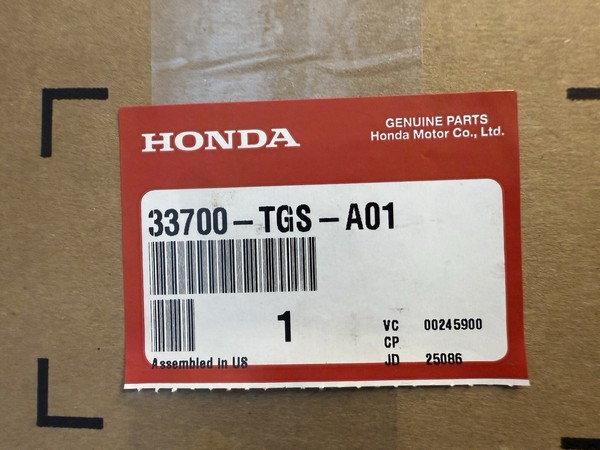 HONDA
GENUINE PARTS
Honda Motor Co., Ltd.
33700-TGS-A01
1
VC 00245900
CP
JD 25086
Assembled in US